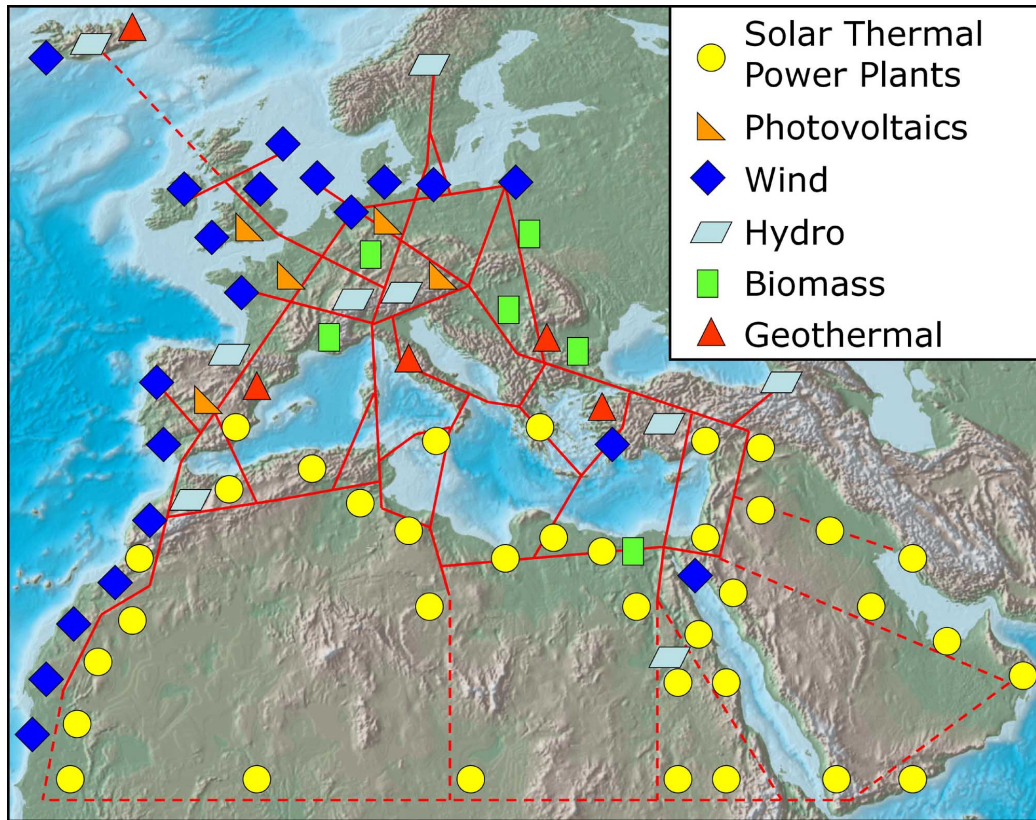 Solar Thermal
Power Plants
Photovoltaics
Wind
Hydro
Biomass
Geothermal